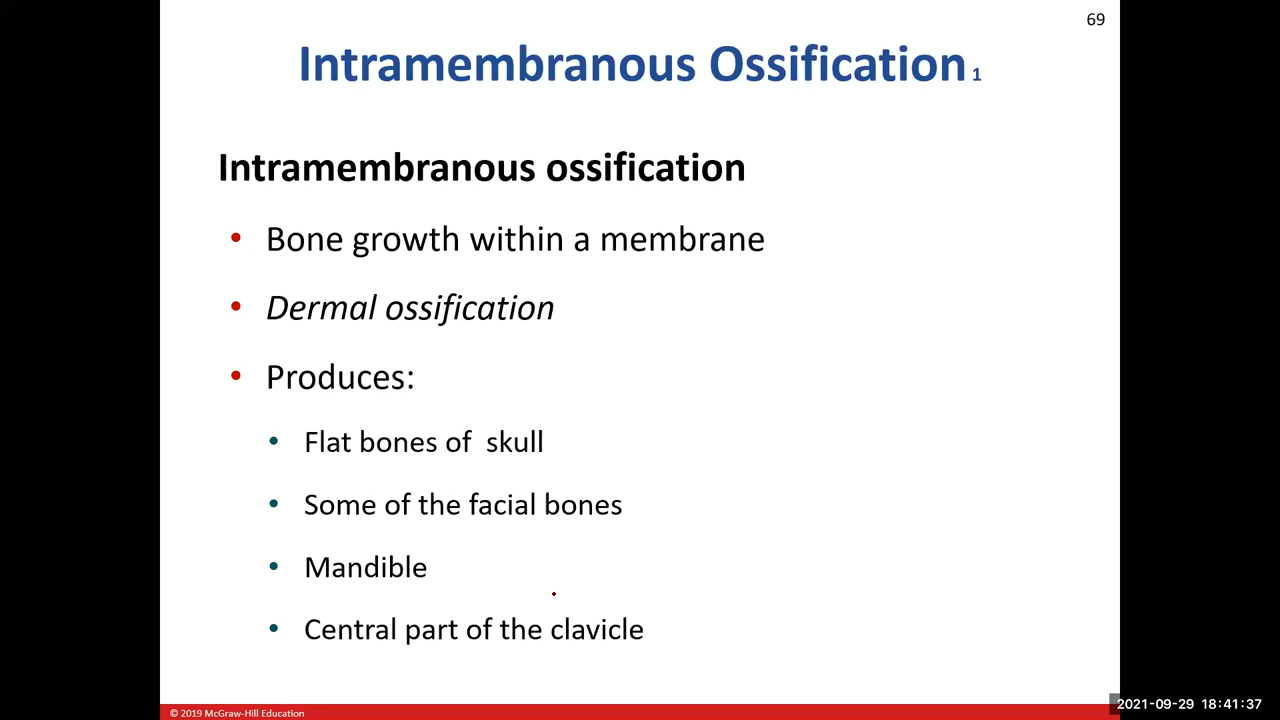 69
Intramembranous Ossification 1
Intramembranous ossification
• Bone growth within a membrane
• Dermal ossification
• Produces:
• Flat bones of  skull
• Some of the facial bones
• Mandible
• Central part of the clavicle
© 2019 McGraw-Hill Education
2021-09-29 18:41:37